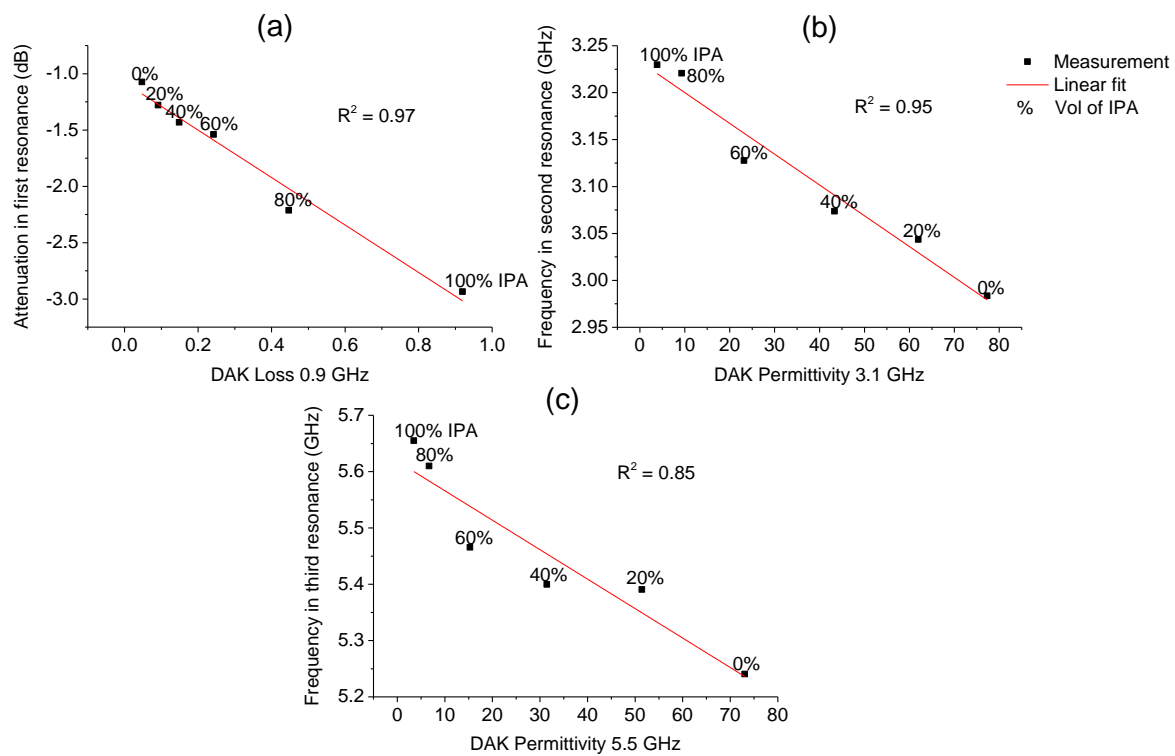 (a)
Attenuation in first resonance (dB)
-1.0
-1.5
-2.0
-2.5
-3.0
0%
20%
40%
60%
80%
100% IPA
R² = 0.97
0.0 0.2 0.4 0.6 0.8 1.0
DAK Loss 0.9 GHz
(b)
Frequency in second resonance (GHz)
3.25
3.20
3.15
3.10
3.05
3.00
2.95
100% IPA
80%
60%
40%
20%
0%
R² = 0.95
0 10 20 30 40 50 60 70 80
DAK Permittivity 3.1 GHz
Measurement
Linear fit
% Vol of IPA
(c)
Frequency in third resonance (GHz)
5.7
5.6
5.5
5.4
5.3
5.2
100% IPA
80%
60%
40%
20%
0%
R² = 0.85
0 10 20 30 40 50 60 70 80
DAK Permittivity 5.5 GHz